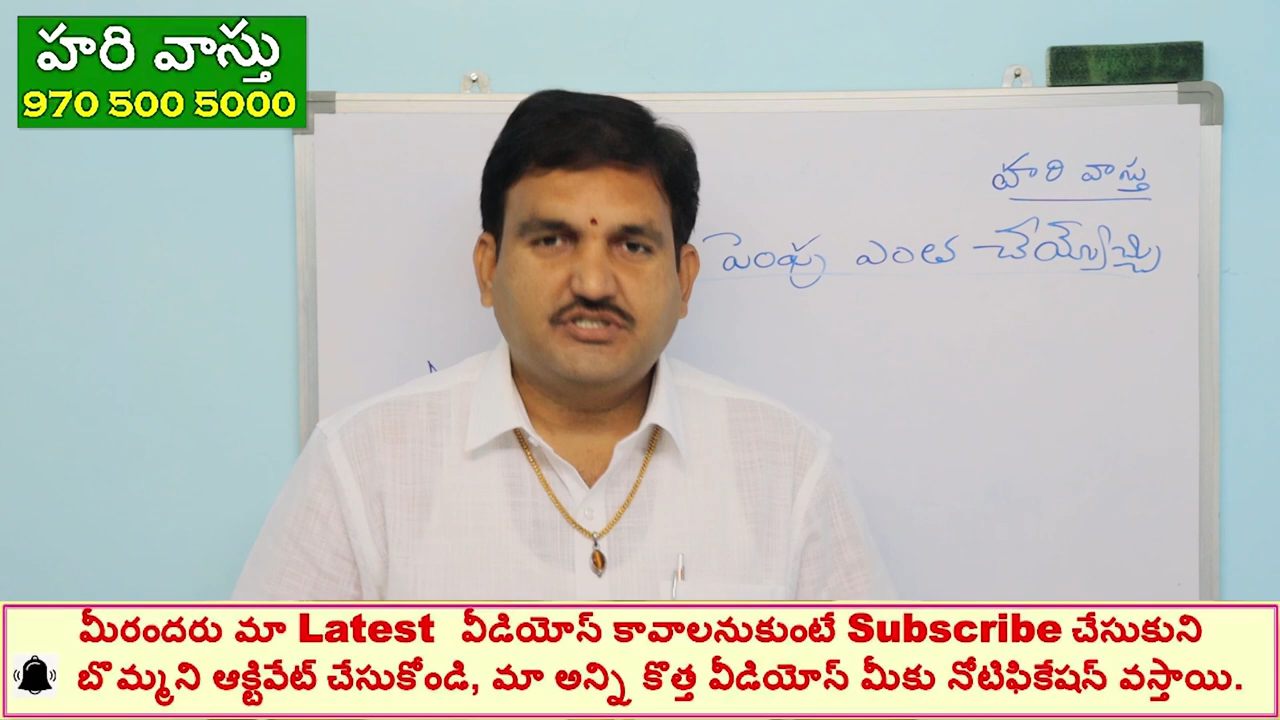 హరి వాస్తు
970 500 5000
హరి వాస్తు
పెంపు ఎంత చేయ్యొచ్చు
మీరందరు మా Latest వీడియోస్ కావాలనుకుంటే Subscribe చేసుకుని
బొమ్మని ఆక్టివేట్ చేసుకోండి, మా అన్ని కొత్త వీడియోస్ మీకు నోటిఫికేషన్ వస్తాయి.